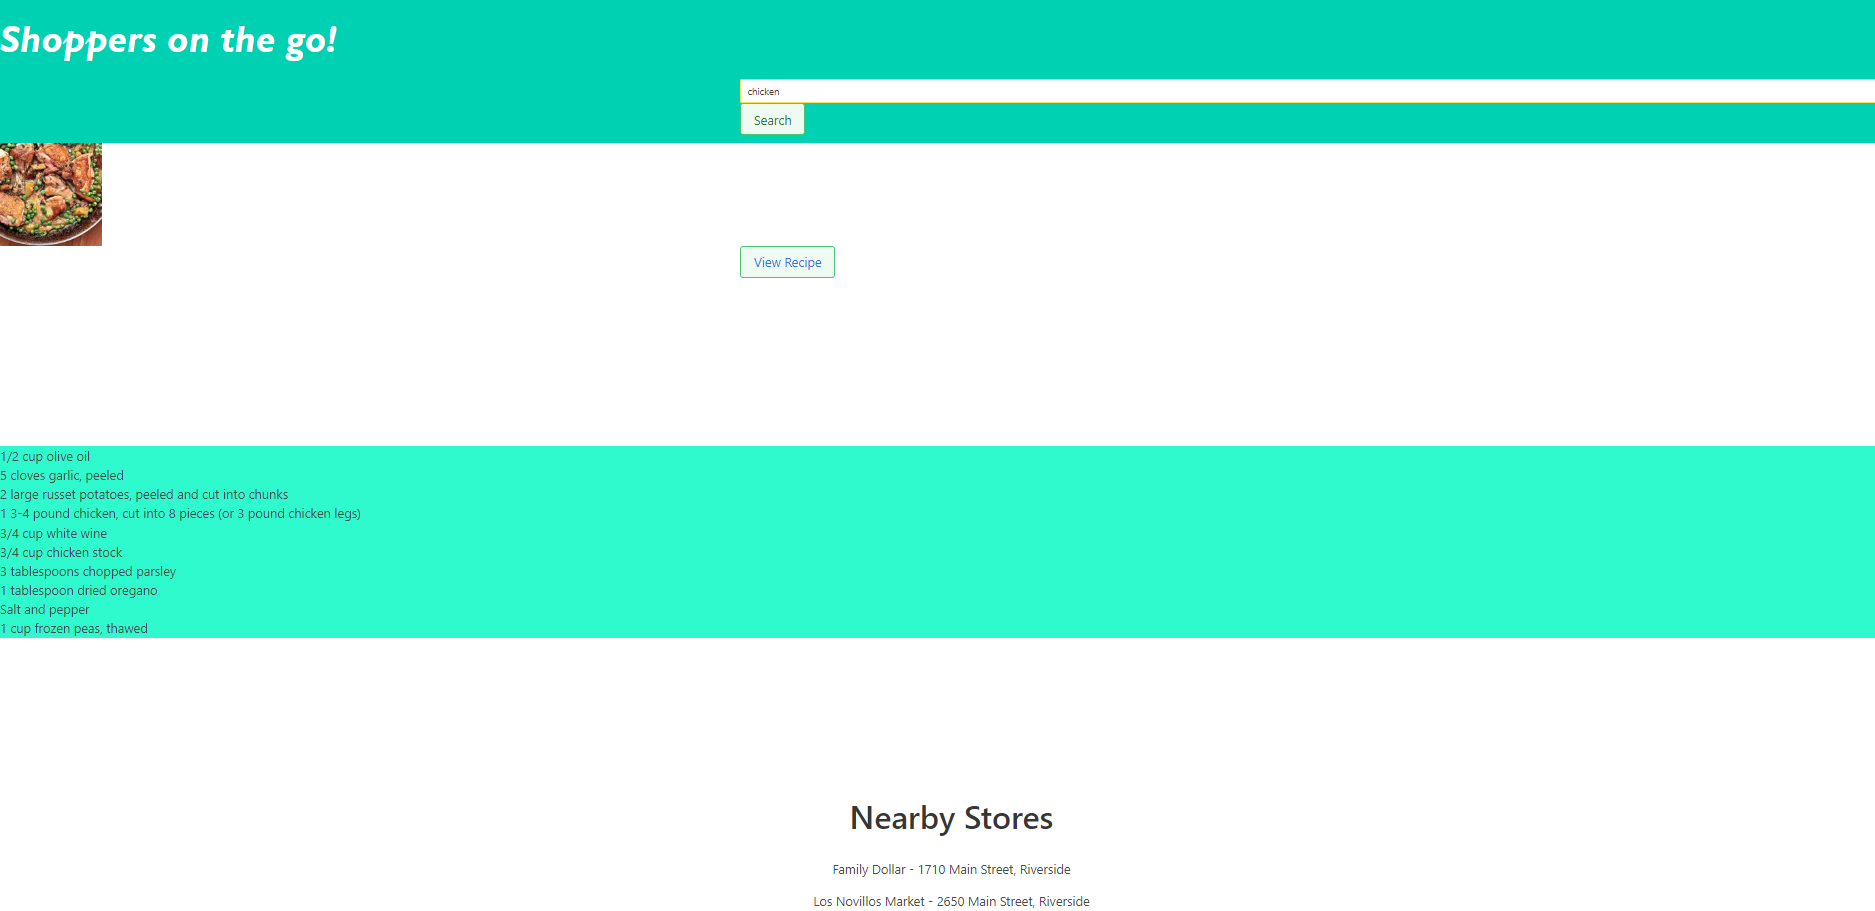 Shoppers on the go!
chicken
Search
View Recipe
1/2 cup olive oil
5 cloves garlic, peeled
2 large russet potatoes, peeled and cut into chunks
1 3-4 pound chicken, cut into 8 pieces (or 3 pound chicken legs)
3/4 cup white wine
3/4 cup chicken stock
3 tablespoons chopped parsley
1 tablespoon dried oregano
Salt and pepper
1 cup frozen peas, thawed
Nearby Stores
Family Dollar - 1710 Main Street, Riverside
Los Novillos Market - 2650 Main Street, Riverside